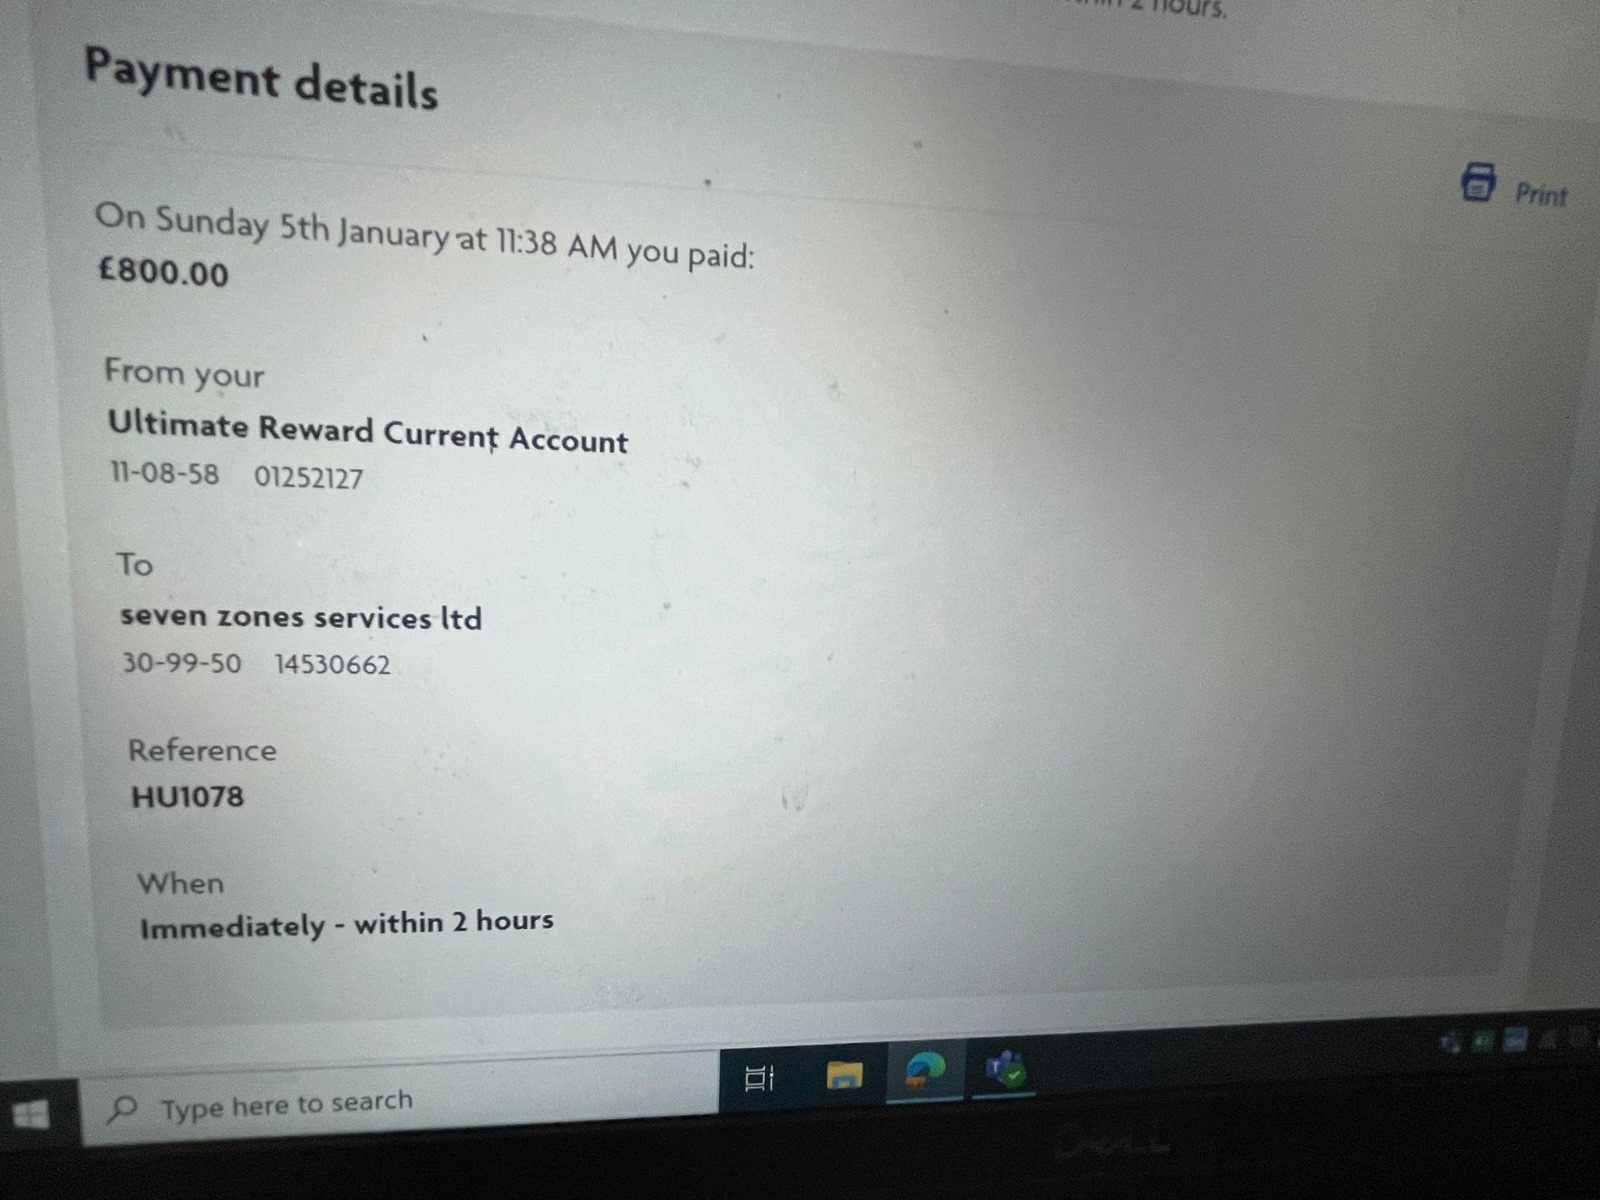 2 hours.
Payment details
Print
On Sunday 5th January at 11:38 AM you paid:
£800.00
From your
Ultimate Reward Current Account
11-08-58 01252127
To
seven zones services ltd
30-99-50 14530662
Reference
HU1078
When
Immediately - within 2 hours
Type here to search
DELL